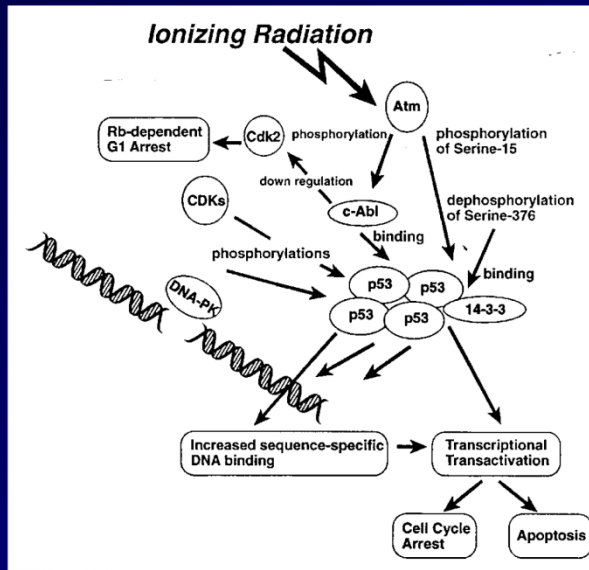 Ionizing Radiation
Atm
Rb-dependent
G1 Arrest
Cdk2
phosphorylation
phosphorylation
of Serine-15
down regulation
CDKs
c-Abl
dephosphorylation
of Serine-376
binding
phosphorylations
binding
DNA-PK
p53
p53
p53
p53
14-3-3
Increased sequence-specific
DNA binding
Transcriptional
Transactivation
Cell Cycle
Arrest
Apoptosis